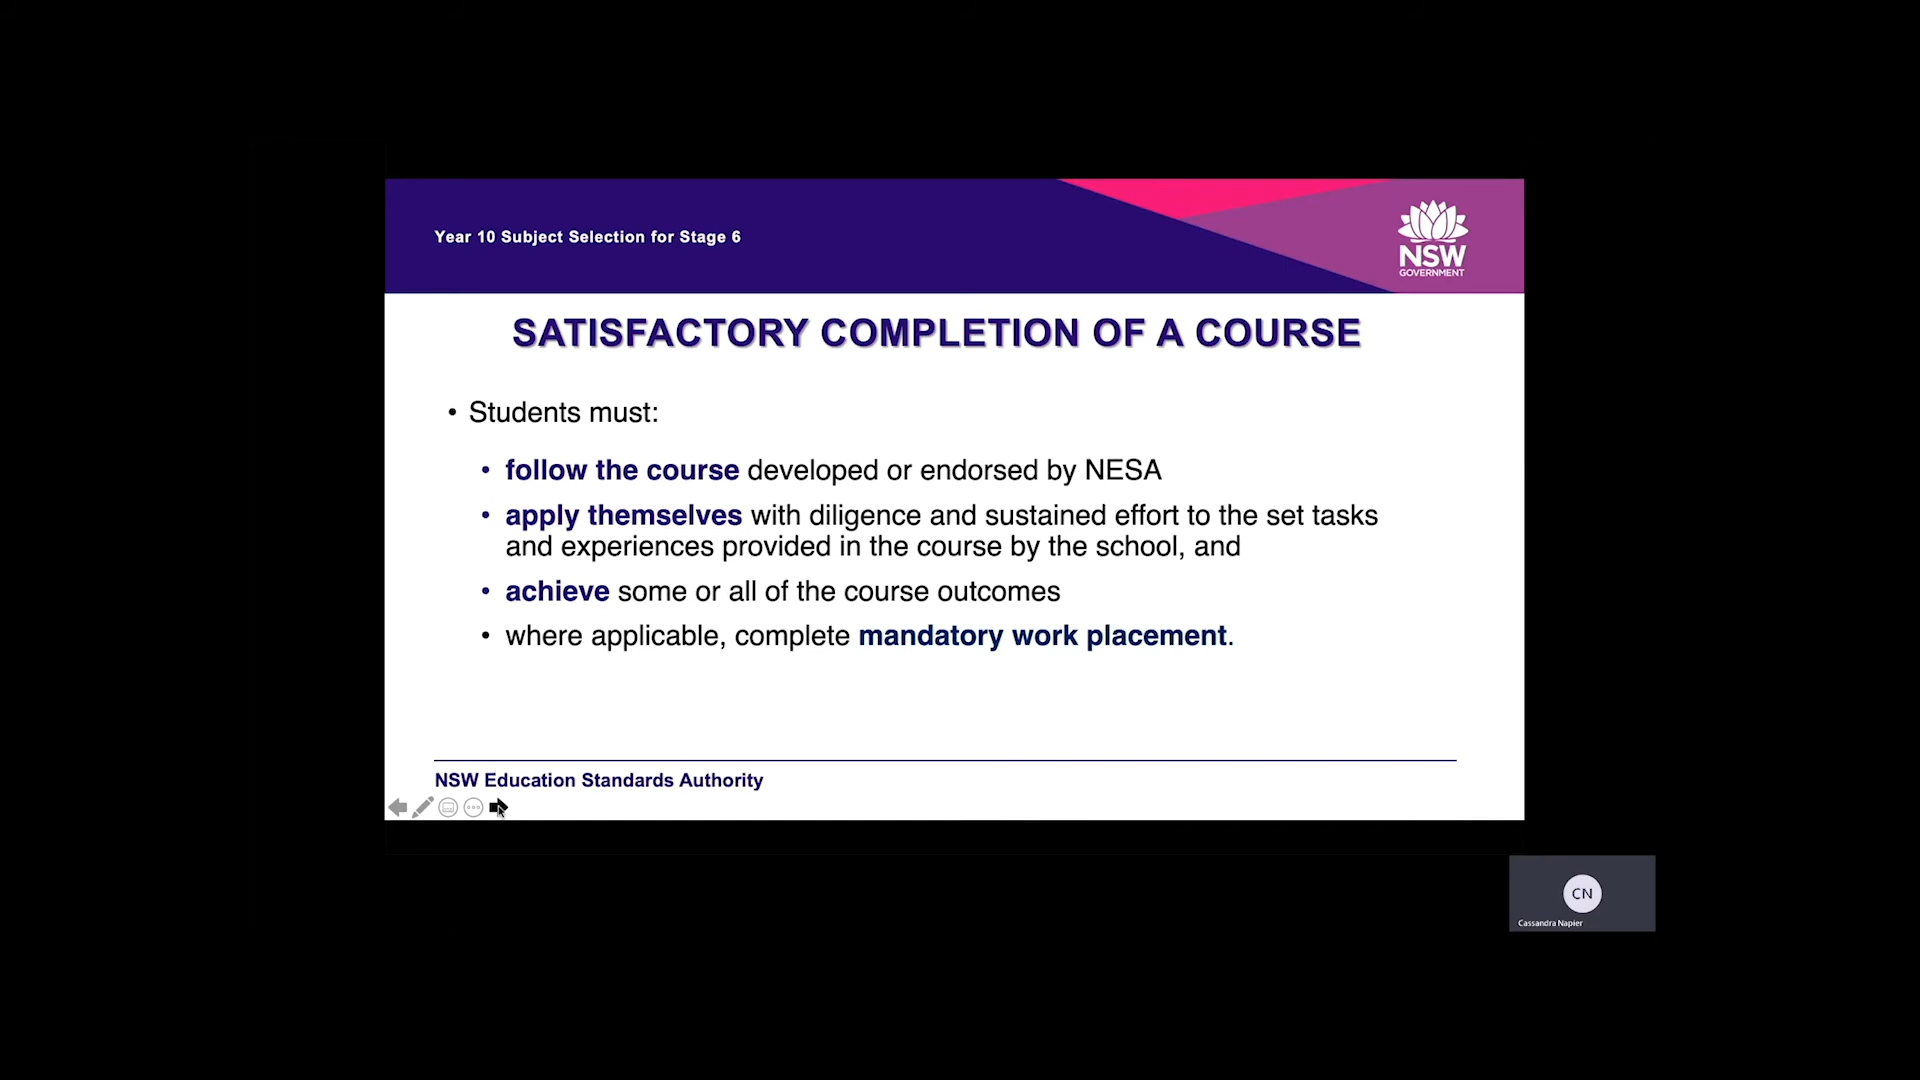 Year 10 Subject Selection for Stage 6
NSW
GOVERNMENT
SATISFACTORY COMPLETION OF A COURSE
• Students must:
• follow the course developed or endorsed by NESA
• apply themselves with diligence and sustained effort to the set tasks
and experiences provided in the course by the school, and
• achieve some or all of the course outcomes
• where applicable, complete mandatory work placement.
NSW Education Standards Authority
CN
Cassandra Napier